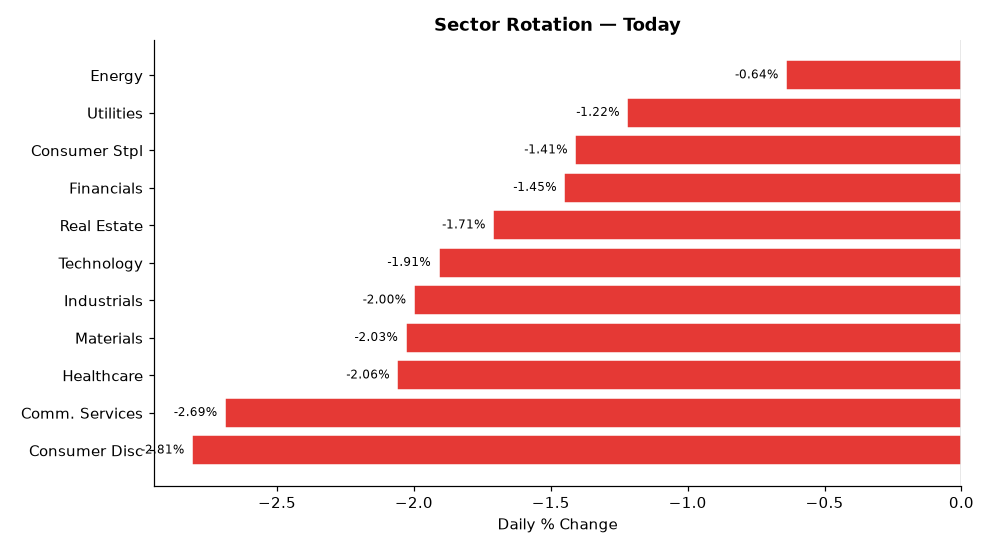 Sector Rotation — Today
Energy -0.64%
Utilities -1.22%
Consumer Stpl -1.41%
Financials -1.45%
Real Estate -1.71%
Technology -1.91%
Industrials -2.00%
Materials -2.03%
Healthcare -2.06%
Comm. Services -2.69%
Consumer Disc -2.81%
−2.5 −2.0 −1.5 −1.0 −0.5 0.0
Daily % Change